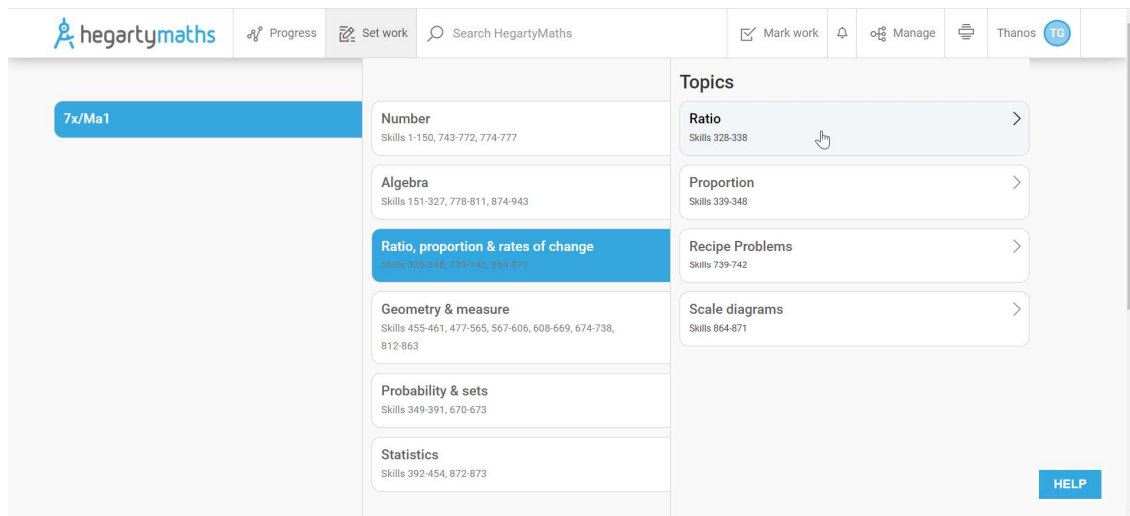 hegartymaths
Progress
Set work
Search HegartyMaths
Mark work
Manage
Thanos
TG
7x/Ma1
Number
Skills 1-150, 743-772, 774-777
Algebra
Skills 151-327, 778-811, 874-943
Ratio, proportion & rates of change
Skills 328-348, 739-742, 864-871
Geometry & measure
Skills 455-461, 477-565, 567-606, 608-669, 674-738,
812-863
Probability & sets
Skills 349-391, 670-673
Statistics
Skills 392-454, 872-873
Topics
Ratio
Skills 328-338
Proportion
Skills 339-348
Recipe Problems
Skills 739-742
Scale diagrams
Skills 864-871
HELP